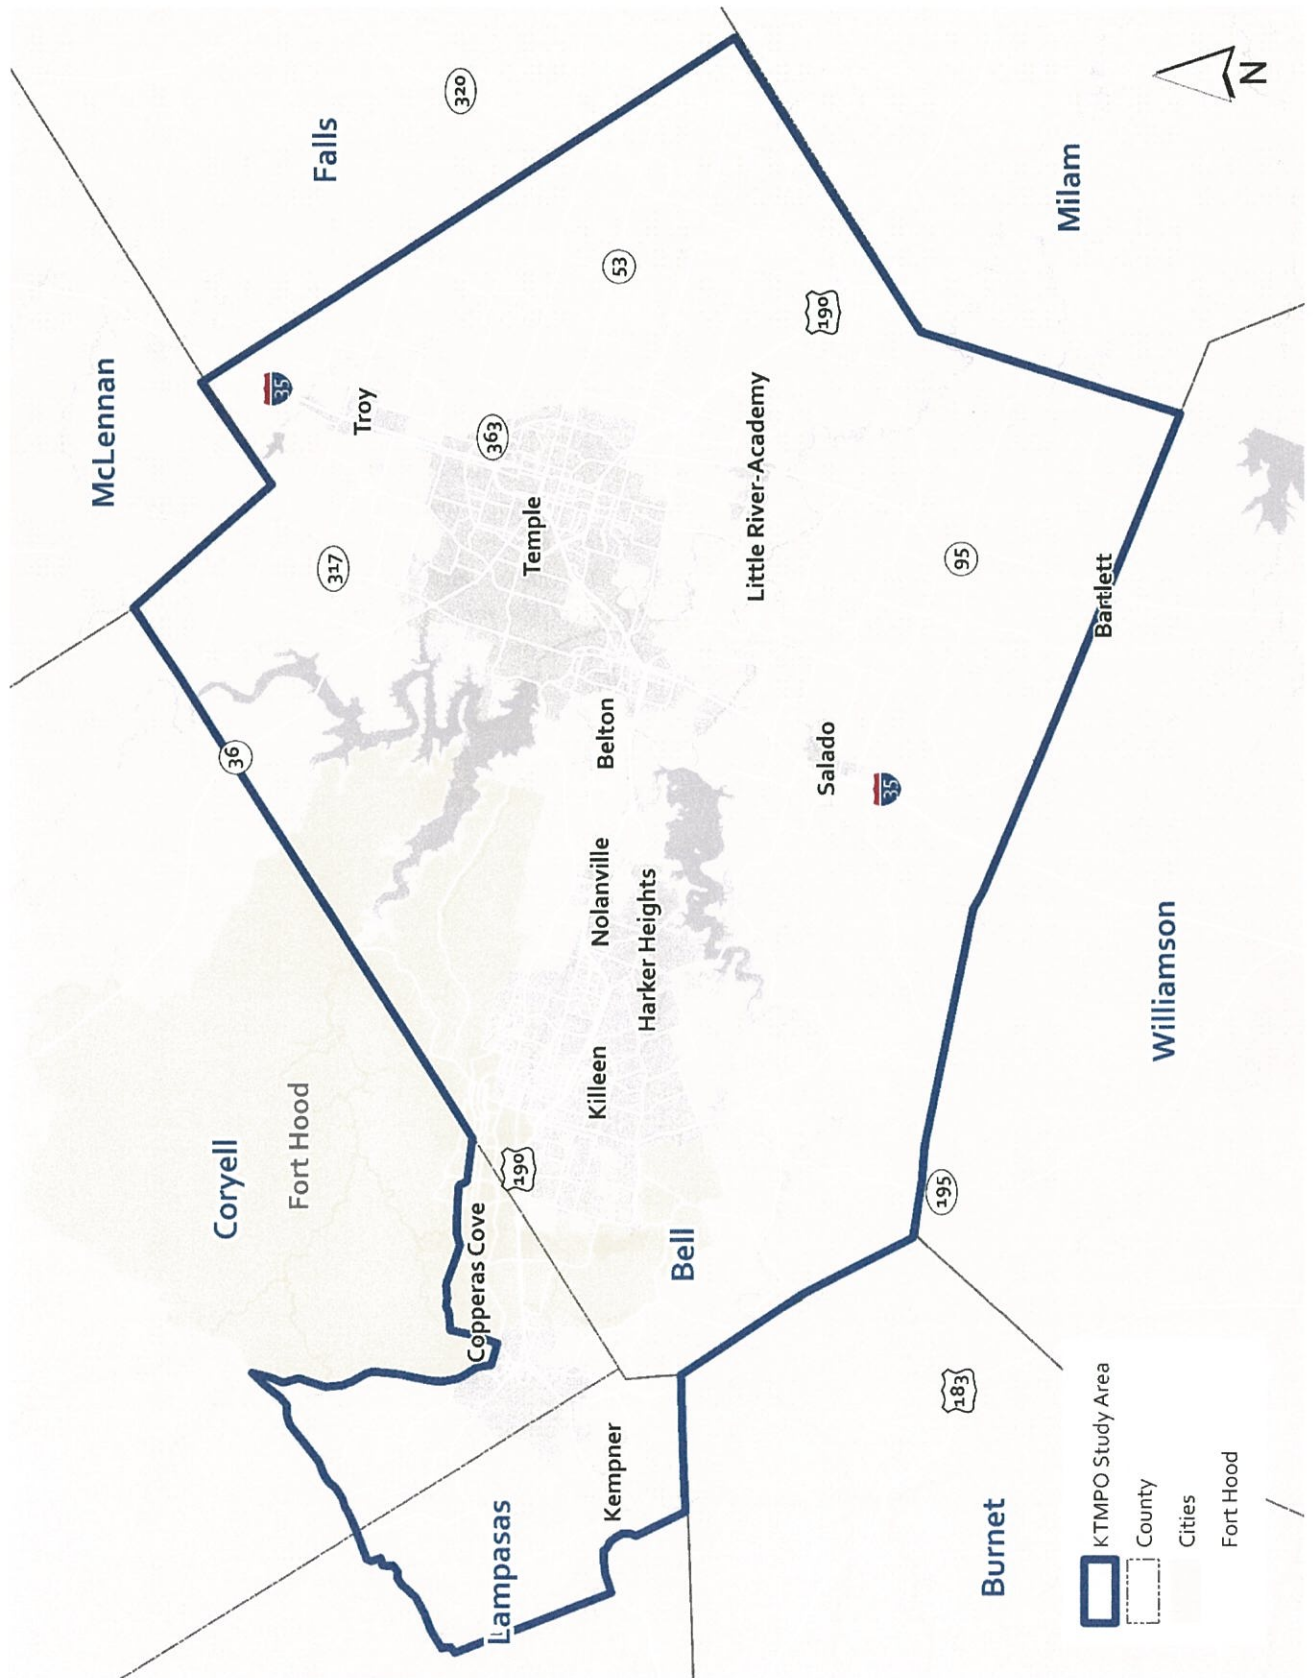 McLennan
Falls
320
Coryell
Fort Hood
36
317
35
Troy
363
53
Temple
190
Copperas Cove
Lampasas
Kempner
Killeen
Nolanville
Harker Heights
Belton
Little River-Academy
190
Bell
Salado
35
95
Milam
Bartlett
195
183
Burnet
Williamson
N
KTMPO Study Area
County
Cities
Fort Hood